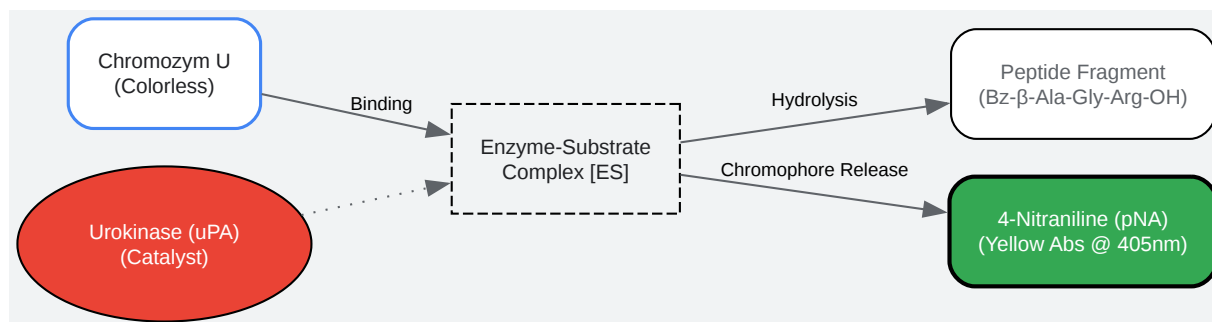 Chromozym U
(Colorless)
Urokinase (uPA)
(Catalyst)
Binding
Enzyme-Substrate
Complex [ES]
Hydrolysis
Chromophore Release
Peptide Fragment
(Bz-β-Ala-Gly-Arg-OH)
4-Nitraniline (pNA)
(Yellow Abs @ 405nm)